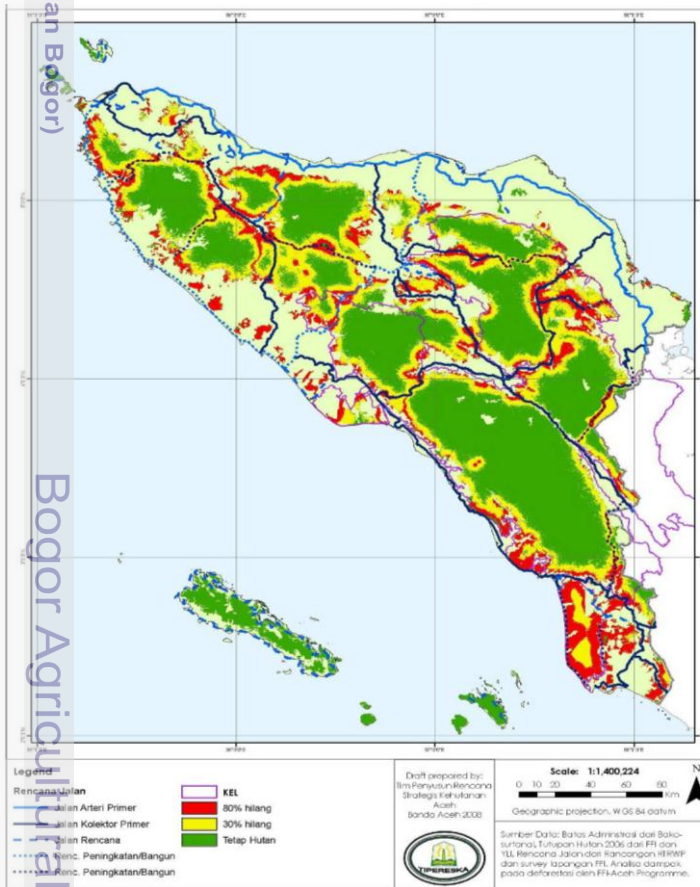 an Bogor)
Bogor Agricultural
Legend
Rencana Jalan
Jalan Arteri Primer
Jalan Kolektor Primer
Jalan Rencana
Renc. Peningkatan/Bangun
Renc. Peningkatan/Bangun
KEL
80% hilang
30% hilang
Tetap Hutan
Draft prepared by:
Tim Penyusun Rencana
Strategis Kehutanan
Aceh
Banda Aceh 2008
TIPERESKA
Scale: 1:1,400,224
0 10 20 40 60 80
Km
N
Geographic projection, WGS 84 datum
Sumber Data: Batas Administrasi dari Bako-
surtanal, Tutupan Hutan 2006 dari FFI dan
YLI, Rencana Jalan dari Rancangan RTRWP
dan survey lapangan FFI. Analisa dampak
pada deforestasi oleh FFI-Aceh Programme.